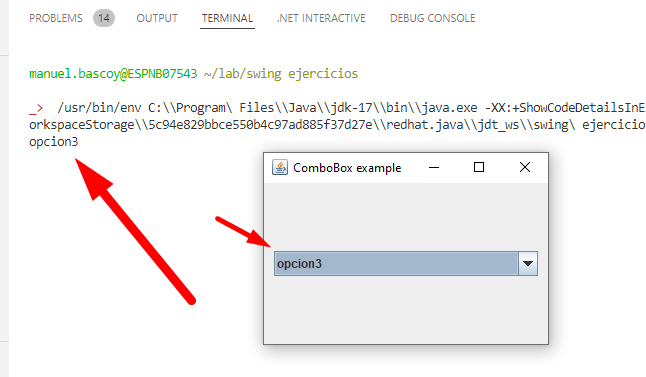 PROBLEMS 14 OUTPUT TERMINAL .NET INTERACTIVE DEBUG CONSOLE
manuel.bascoy@ESPNB07543 ~/lab/swing ejercicios
_> /usr/bin/env C:\\Program\ Files\\Java\\jdk-17\\bin\\java.exe -XX:+ShowCodeDetailsInE
orkspaceStorage\\5c94e829bbce550b4c97ad885f37d27e\\redhat.java\\jdt_ws\\swing\ ejercicio
opcion3
ComboBox example
opcion3